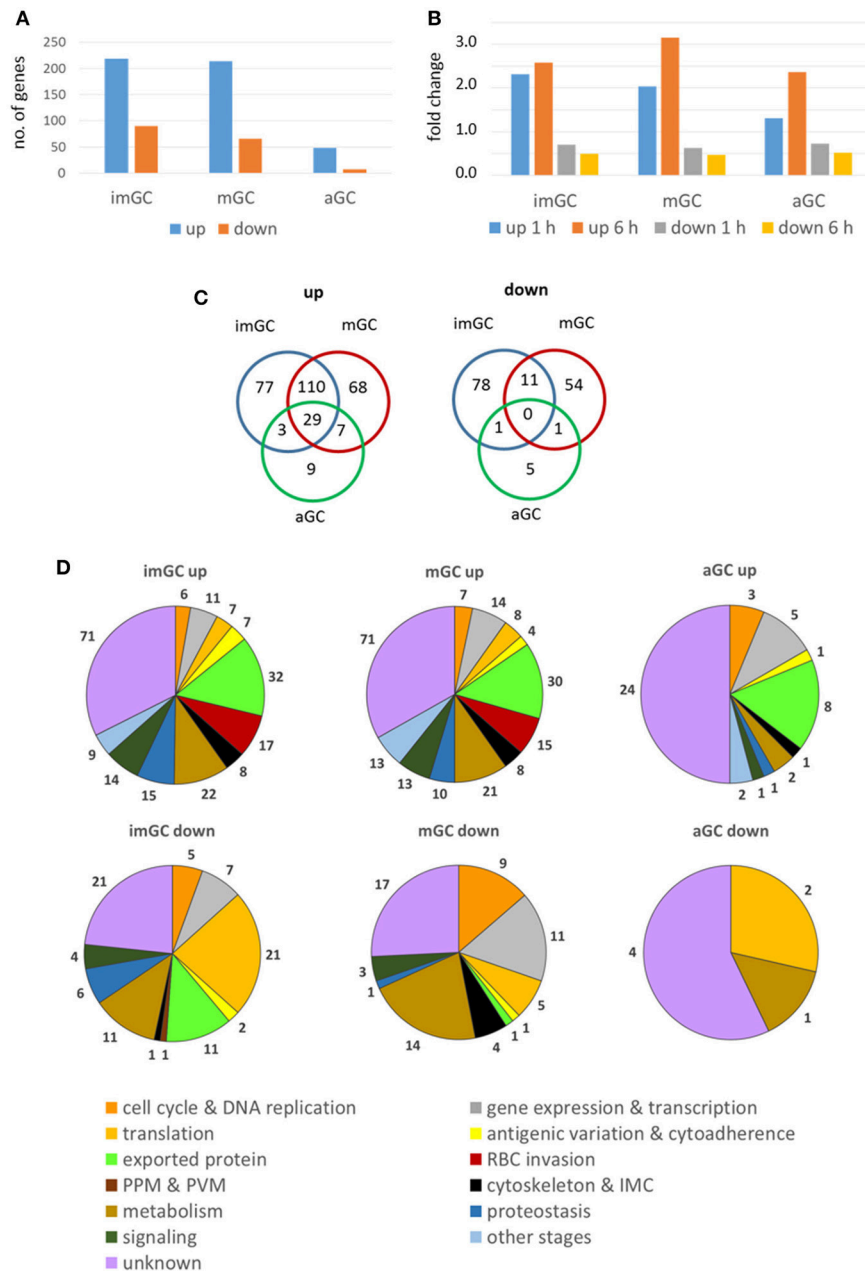 A
no. of genes
250
200
150
100
50
0
imGC mGC aGC
up down
B
fold change
3.0
2.0
1.0
0.0
imGC mGC aGC
up 1 h up 6 h down 1 h down 6 h
C
up
imGC mGC
77 110 68
3 29 7
9
aGC
down
imGC mGC
78 11 54
1 0 1
5
aGC
D
imGC up
6 11 7 7 32 17 8 22 15 14 9 71
mGC up
7 14 8 4 30 15 8 21 10 13 13 71
aGC up
3 5 1 8 1 2 1 1 2 24
imGC down
5 7 21 2 11 1 1 11 6 4 21
mGC down
9 11 5 1 1 4 14 1 3 17
aGC down
2 1 4
cell cycle & DNA replication
gene expression & transcription
translation
antigenic variation & cytoadherence
exported protein
RBC invasion
PPM & PVM
cytoskeleton & IMC
metabolism
proteostasis
signaling
other stages
unknown